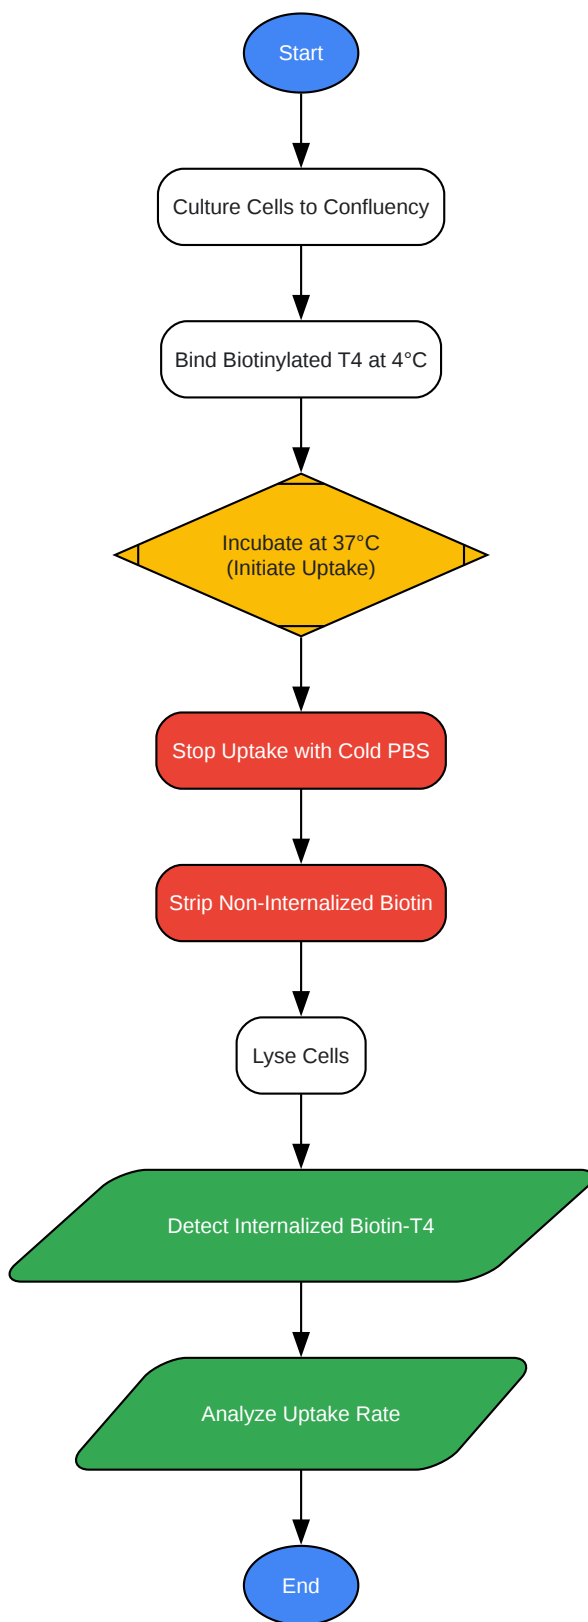 Start
Culture Cells to Confluency
Bind Biotinylated T4 at 4°C
Incubate at 37°C
(Initiate Uptake)
Stop Uptake with Cold PBS
Strip Non-Internalized Biotin
Lyse Cells
Detect Internalized Biotin-T4
Analyze Uptake Rate
End